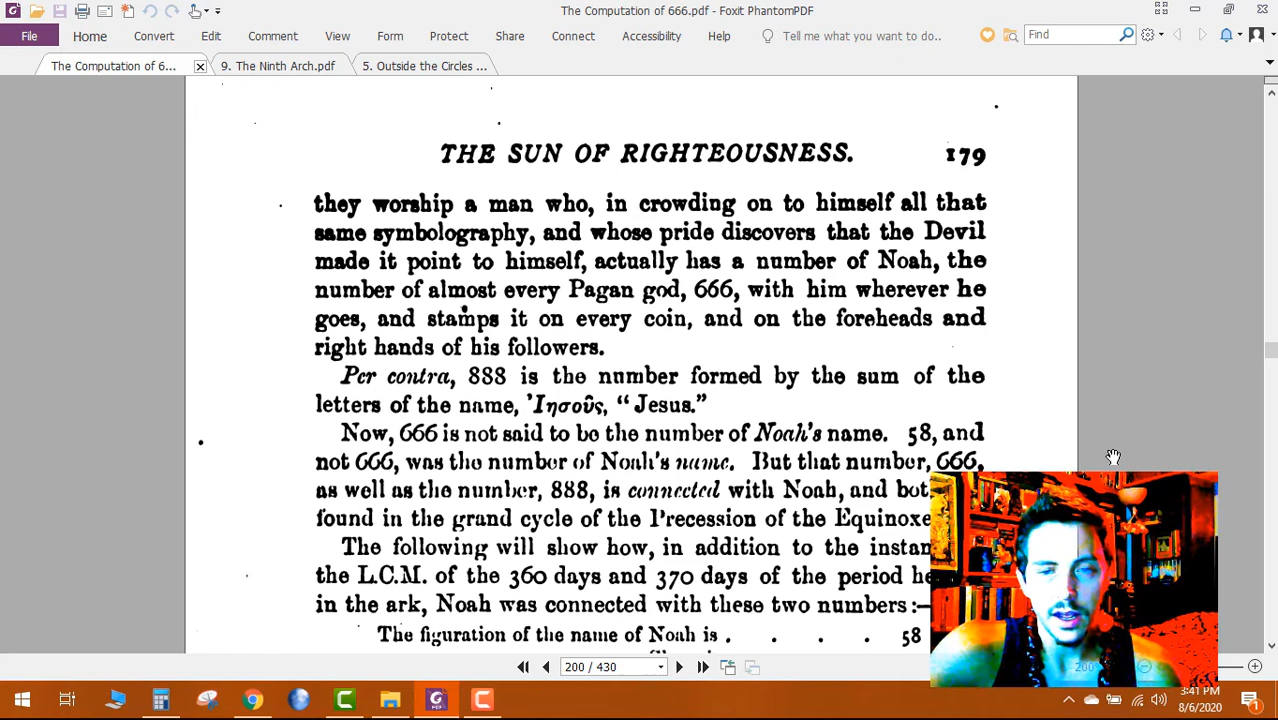 The Computation of 666.pdf - Foxit PhantomPDF
File Home Convert Edit Comment View Form Protect Share Connect Accessibility Help Tell me what you want to do.. Find
The Computation of 6... 9. The Ninth Arch.pdf 5. Outside the Circles ...
THE SUN OF RIGHTEOUSNESS. 179
they worship a man who, in crowding on to himself all that
same symbolography, and whose pride discovers that the Devil
made it point to himself, actually has a number of Noah, the
number of almost every Pagan god, 666, with him wherever he
goes, and stamps it on every coin, and on the foreheads and
right hands of his followers.
Per contra, 888 is the number formed by the sum of the
letters of the name, Ἰησοῦς, “Jesus.”
Now, 666 is not said to be the number of Noah's name. 58, and
not 666, was the number of Noah's name. But that number, 666,
as well as the number, 888, is connected with Noah, and bot
found in the grand cycle of the Precession of the Equinoxe
The following will show how, in addition to the instan
the L.C.M. of the 360 days and 370 days of the period he
in the ark, Noah was connected with these two numbers:—
The figuration of the name of Noah is . . . . 58
200 / 430
200%
3:41 PM
8/6/2020